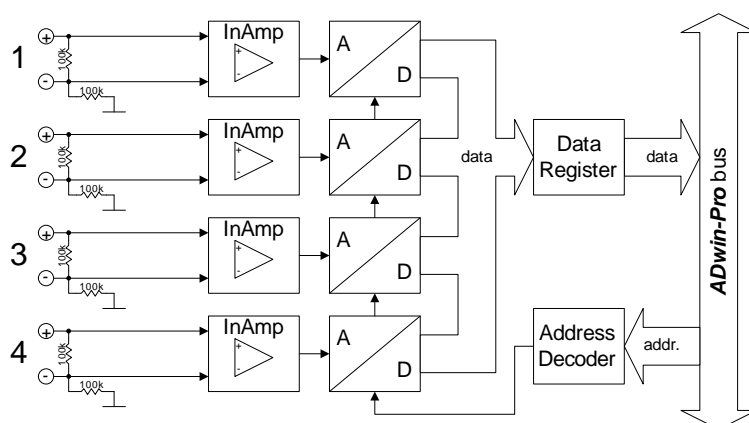 1
+
-
100k
100k
InAmp
+
-
A
D
2
+
-
100k
100k
InAmp
+
-
A
D
3
+
-
100k
100k
InAmp
+
-
A
D
4
+
-
100k
100k
InAmp
+
-
A
D
data
Data
Register
data
Address
Decoder
addr.
ADwin-Pro bus